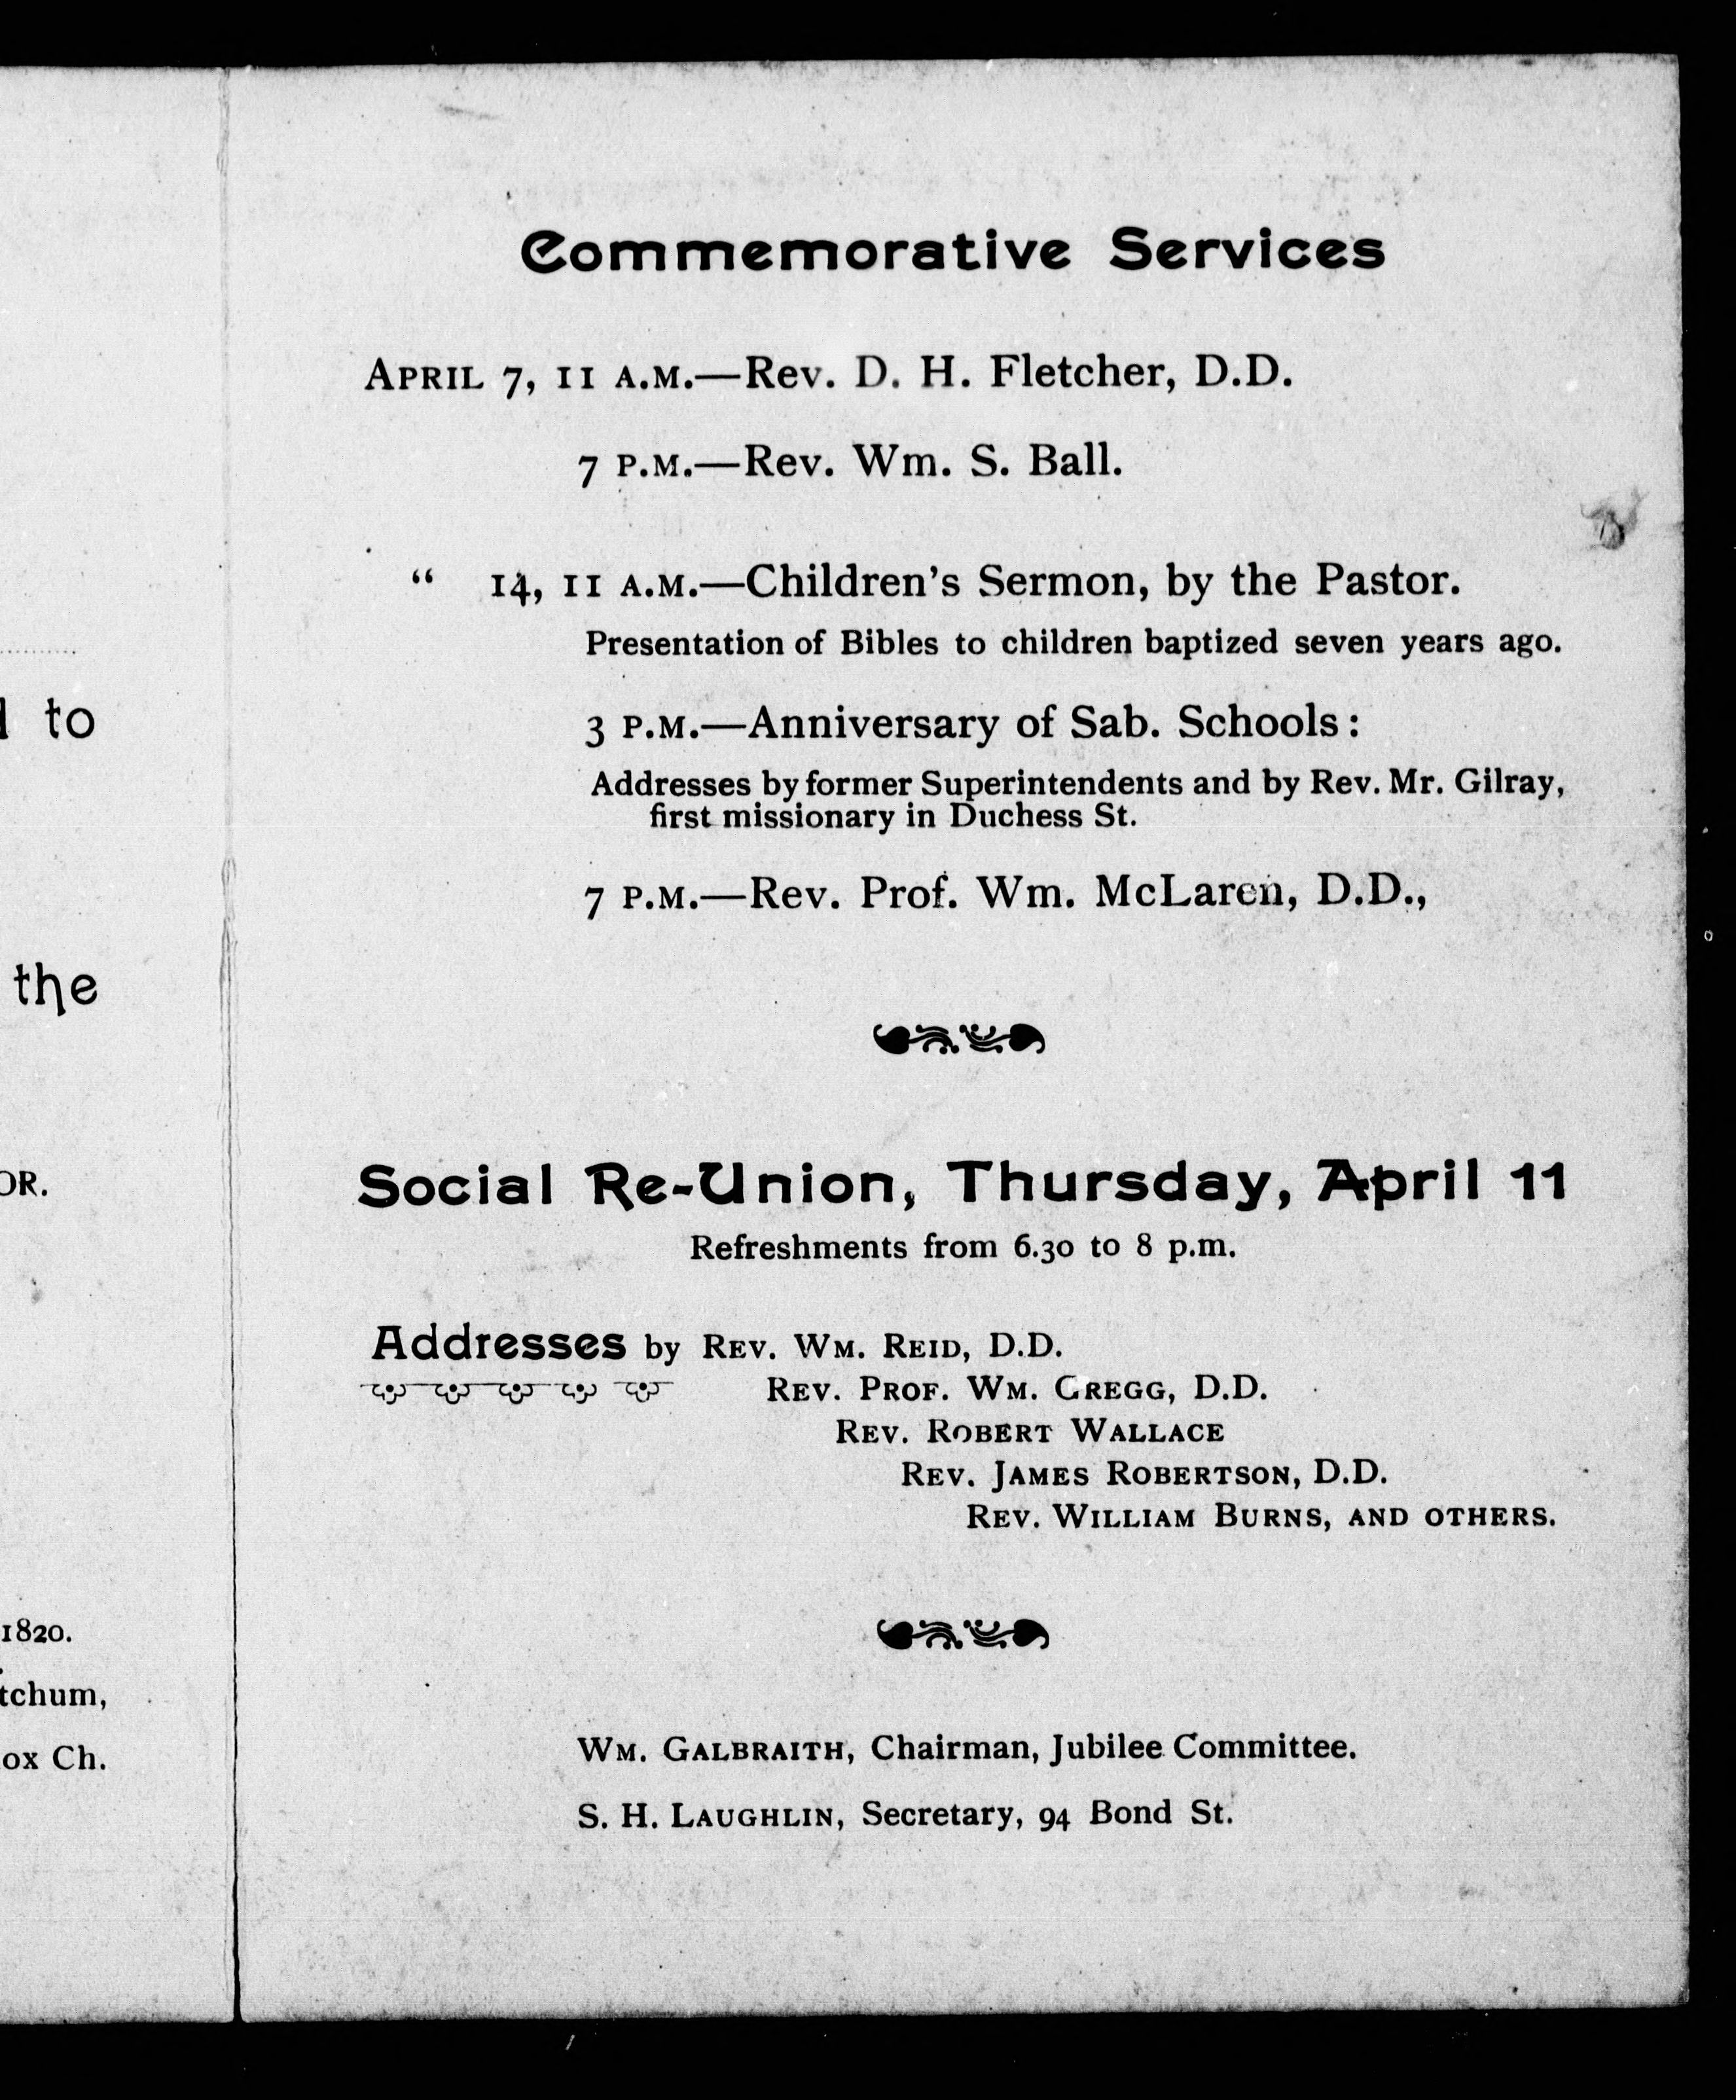 to
the
OR.
1820.
tchum,
ox Ch.
Commemorative Services
APRIL 7, 11 A.M.—Rev. D. H. Fletcher, D.D.
7 P.M.—Rev. Wm. S. Ball.
“ 14, 11 A.M.—Children’s Sermon, by the Pastor.
Presentation of Bibles to children baptized seven years ago.
3 P.M.—Anniversary of Sab. Schools:
Addresses by former Superintendents and by Rev. Mr. Gilray,
first missionary in Duchess St.
7 P.M.—Rev. Prof. Wm. McLaren, D.D.,
Social Re-Union, Thursday, April 11
Refreshments from 6.30 to 8 p.m.
Addresses by REV. WM. REID, D.D.
REV. PROF. WM. GREGG, D.D.
REV. ROBERT WALLACE
REV. JAMES ROBERTSON, D.D.
REV. WILLIAM BURNS, AND OTHERS.
WM. GALBRAITH, Chairman, Jubilee Committee.
S. H. LAUGHLIN, Secretary, 94 Bond St.